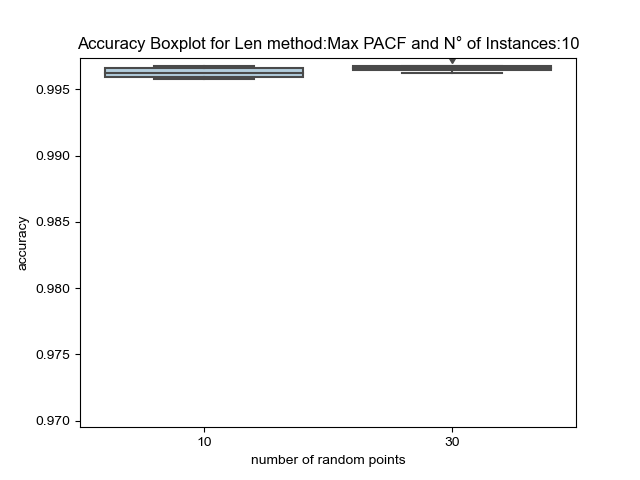 Accuracy Boxplot for Len method:Max PACF and N° of Instances:10
0.995
0.990
0.985
0.980
0.975
0.970
accuracy
10
30
number of random points